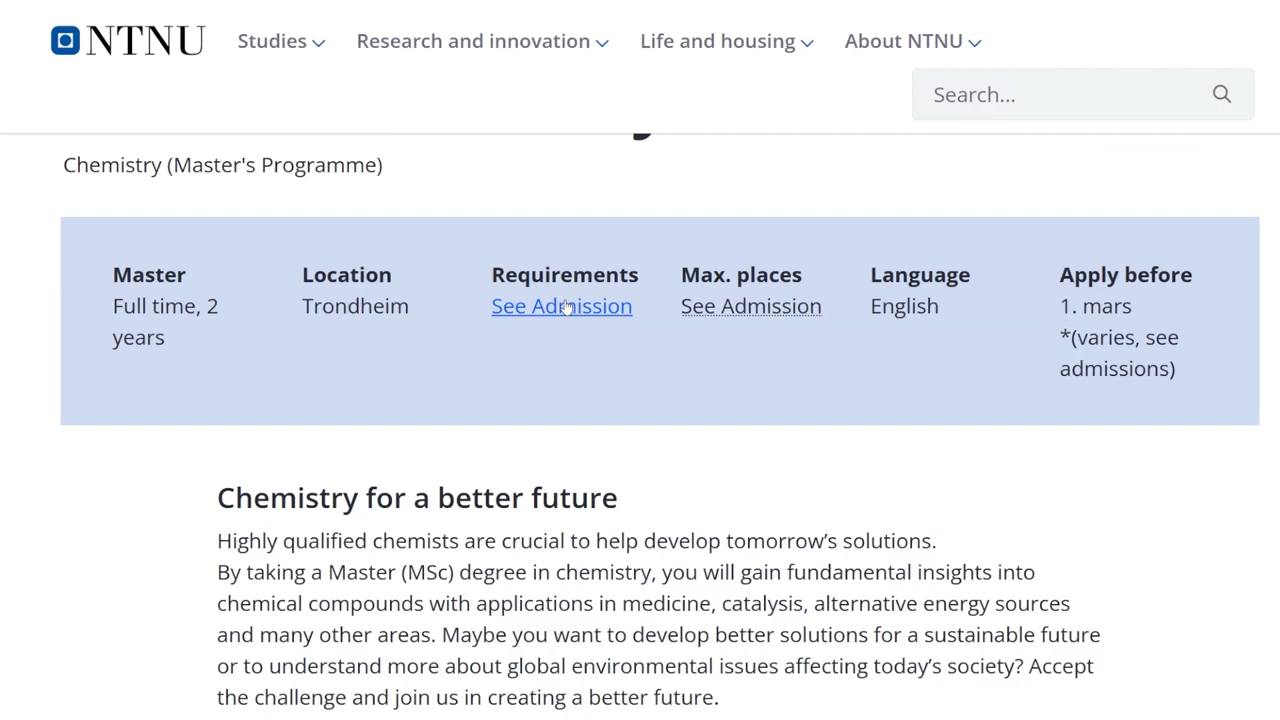 NTNU
Studies
Research and innovation
Life and housing
About NTNU
Search...
Chemistry (Master's Programme)
Master
Full time, 2
years
Location
Trondheim
Requirements
See Admission
Max. places
See Admission
Language
English
Apply before
1. mars
*(varies, see
admissions)
Chemistry for a better future
Highly qualified chemists are crucial to help develop tomorrow’s solutions.
By taking a Master (MSc) degree in chemistry, you will gain fundamental insights into
chemical compounds with applications in medicine, catalysis, alternative energy sources
and many other areas. Maybe you want to develop better solutions for a sustainable future
or to understand more about global environmental issues affecting today’s society? Accept
the challenge and join us in creating a better future.